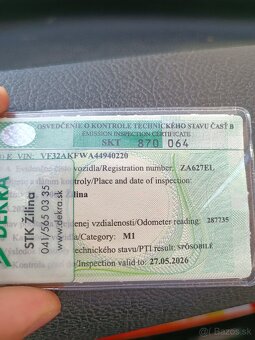 OSVEDČENIE O KONTROLE TECHNICKÉHO STAVU ČASŤ B
EMISSION INSPECTION CERTIFICATE
SKT 870 064
VIN: VF32AKFWA44940220
Evidenčné číslo vozidla/Registration number: ZA627EL
dátum kontroly/Place and date of inspection:
Žilina
vzdialenosti/Odometer reading: 287735
/Category: M1
technického stavu/PTI result: SPÔSOBILÉ
Kontrola /Inspection valid to: 27.05.2026
DEKRA
STK Žilina
041/565 03 35
www.dekra.sk
bazos.sk